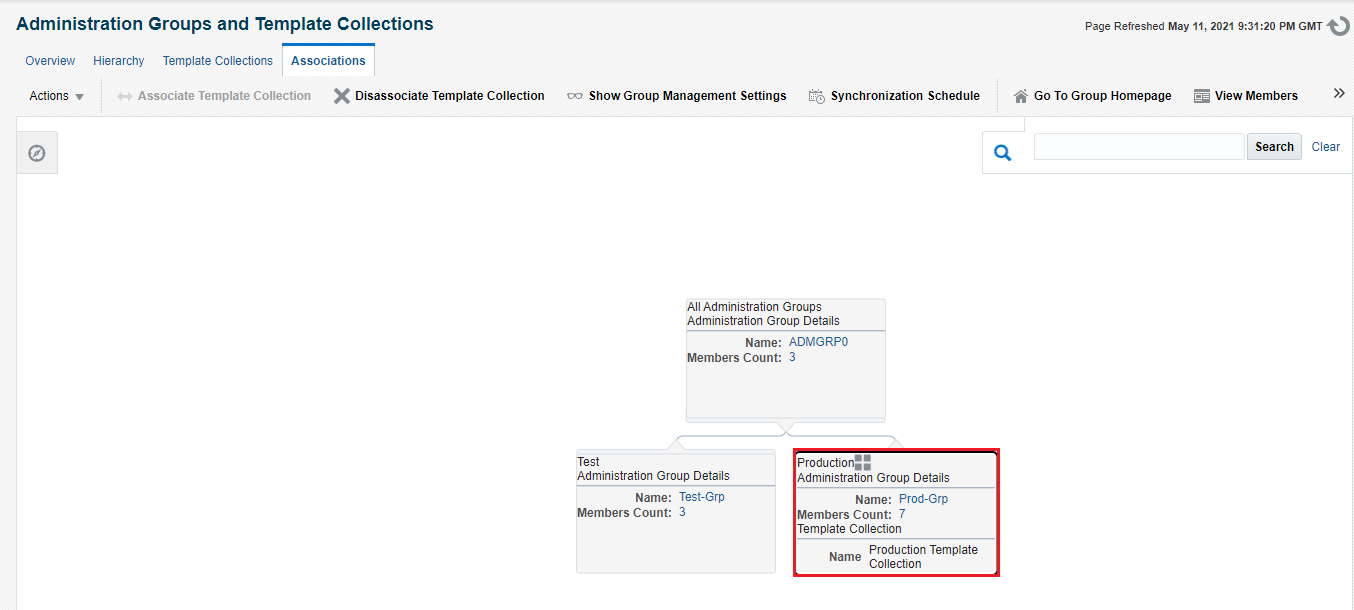 Administration Groups and Template Collections
Page Refreshed May 11, 2021 9:31:20 PM GMT
Overview Hierarchy Template Collections Associations
Actions Associate Template Collection Disassociate Template Collection Show Group Management Settings Synchronization Schedule Go To Group Homepage View Members »
Search Clear
All Administration Groups
Administration Group Details
Name: ADMGRP0
Members Count: 3
Test
Administration Group Details
Name: Test-Grp
Members Count: 3
Production
Administration Group Details
Name: Prod-Grp
Members Count: 7
Template Collection
Name Production Template
Collection